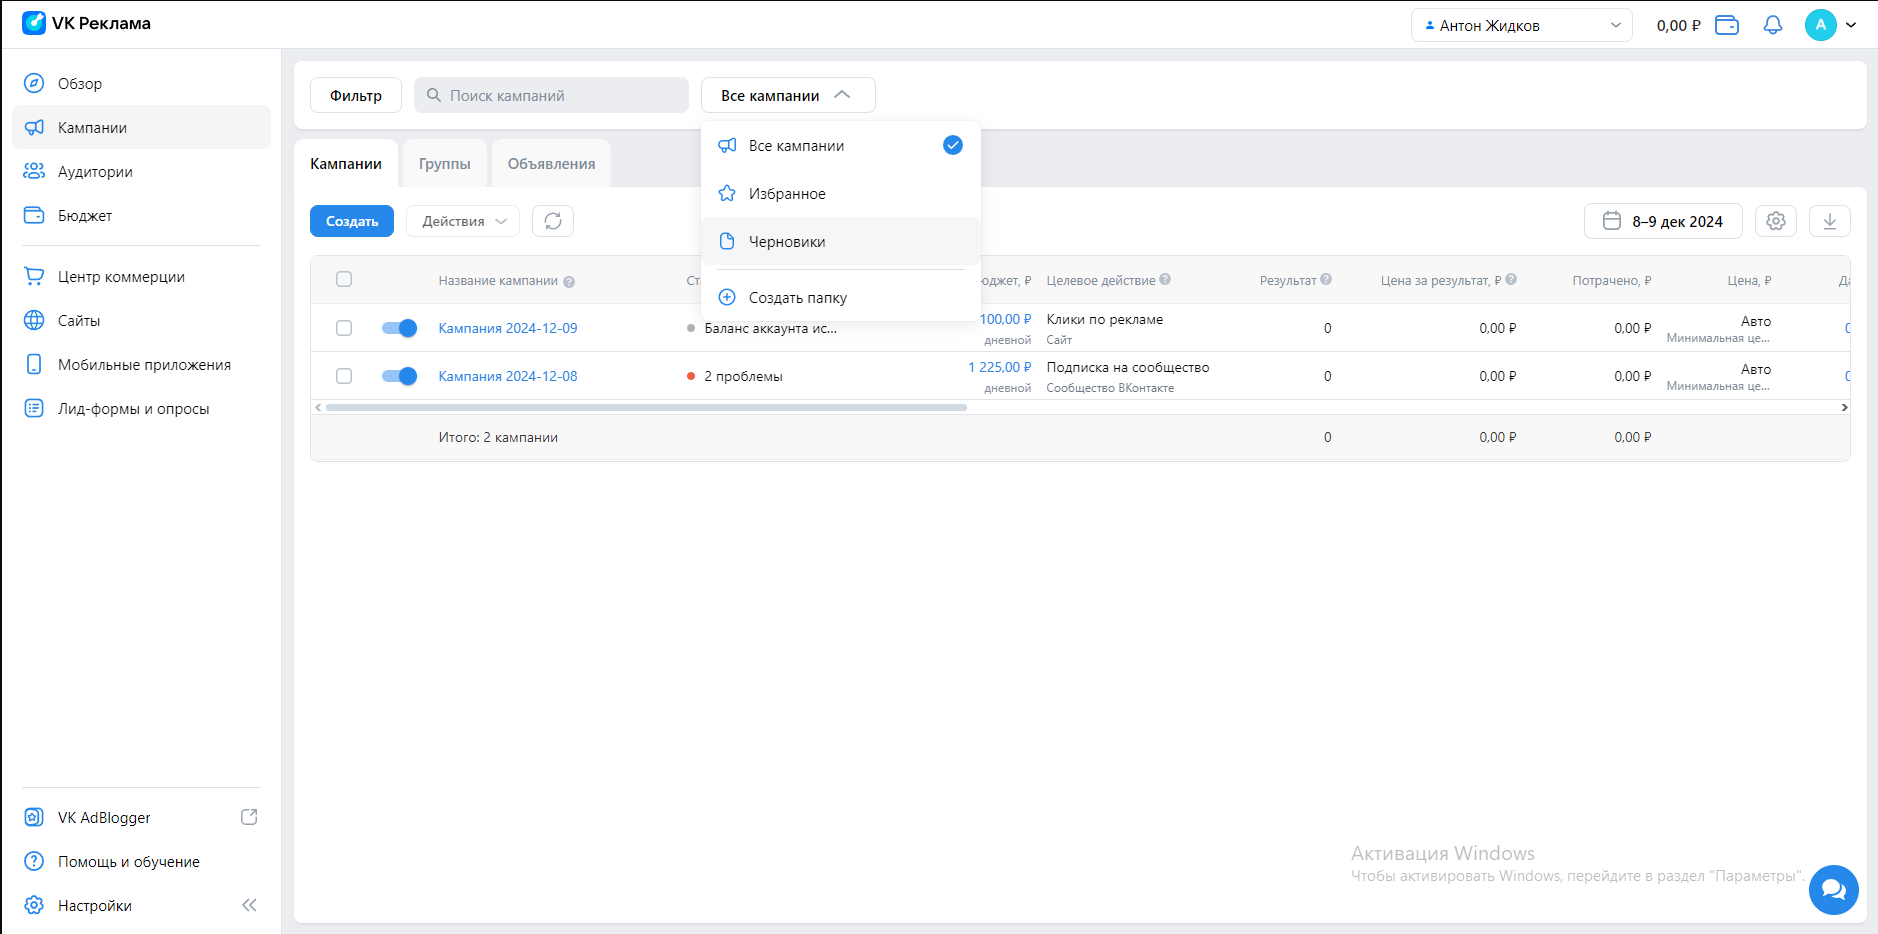 VK Реклама
Антон Жидков
0,00 ₽
А
Обзор
Кампании
Аудитории
Бюджет
Центр коммерции
Сайты
Мобильные приложения
Лид-формы и опросы
VK AdBlogger
Помощь и обучение
Настройки
Фильтр
Поиск кампаний
Все кампании
Все кампании
Избранное
Черновики
Создать папку
Кампании
Группы
Объявления
Создать
Действия
8–9 дек 2024
Название кампании
Ст
юджет, ₽
Целевое действие
Результат
Цена за результат, ₽
Потрачено, ₽
Цена, ₽
Да
Кампания 2024-12-09
Баланс аккаунта ис...
100,00 ₽
дневной
Клики по рекламе
Сайт
0
0,00 ₽
0,00 ₽
Авто
Минимальная це...
Кампания 2024-12-08
2 проблемы
1 225,00 ₽
дневной
Подписка на сообщество
Сообщество ВКонтакте
0
0,00 ₽
0,00 ₽
Авто
Минимальная це...
Итого: 2 кампании
0
0,00 ₽
0,00 ₽
Активация Windows
Чтобы активировать Windows, перейдите в раздел "Параметры".